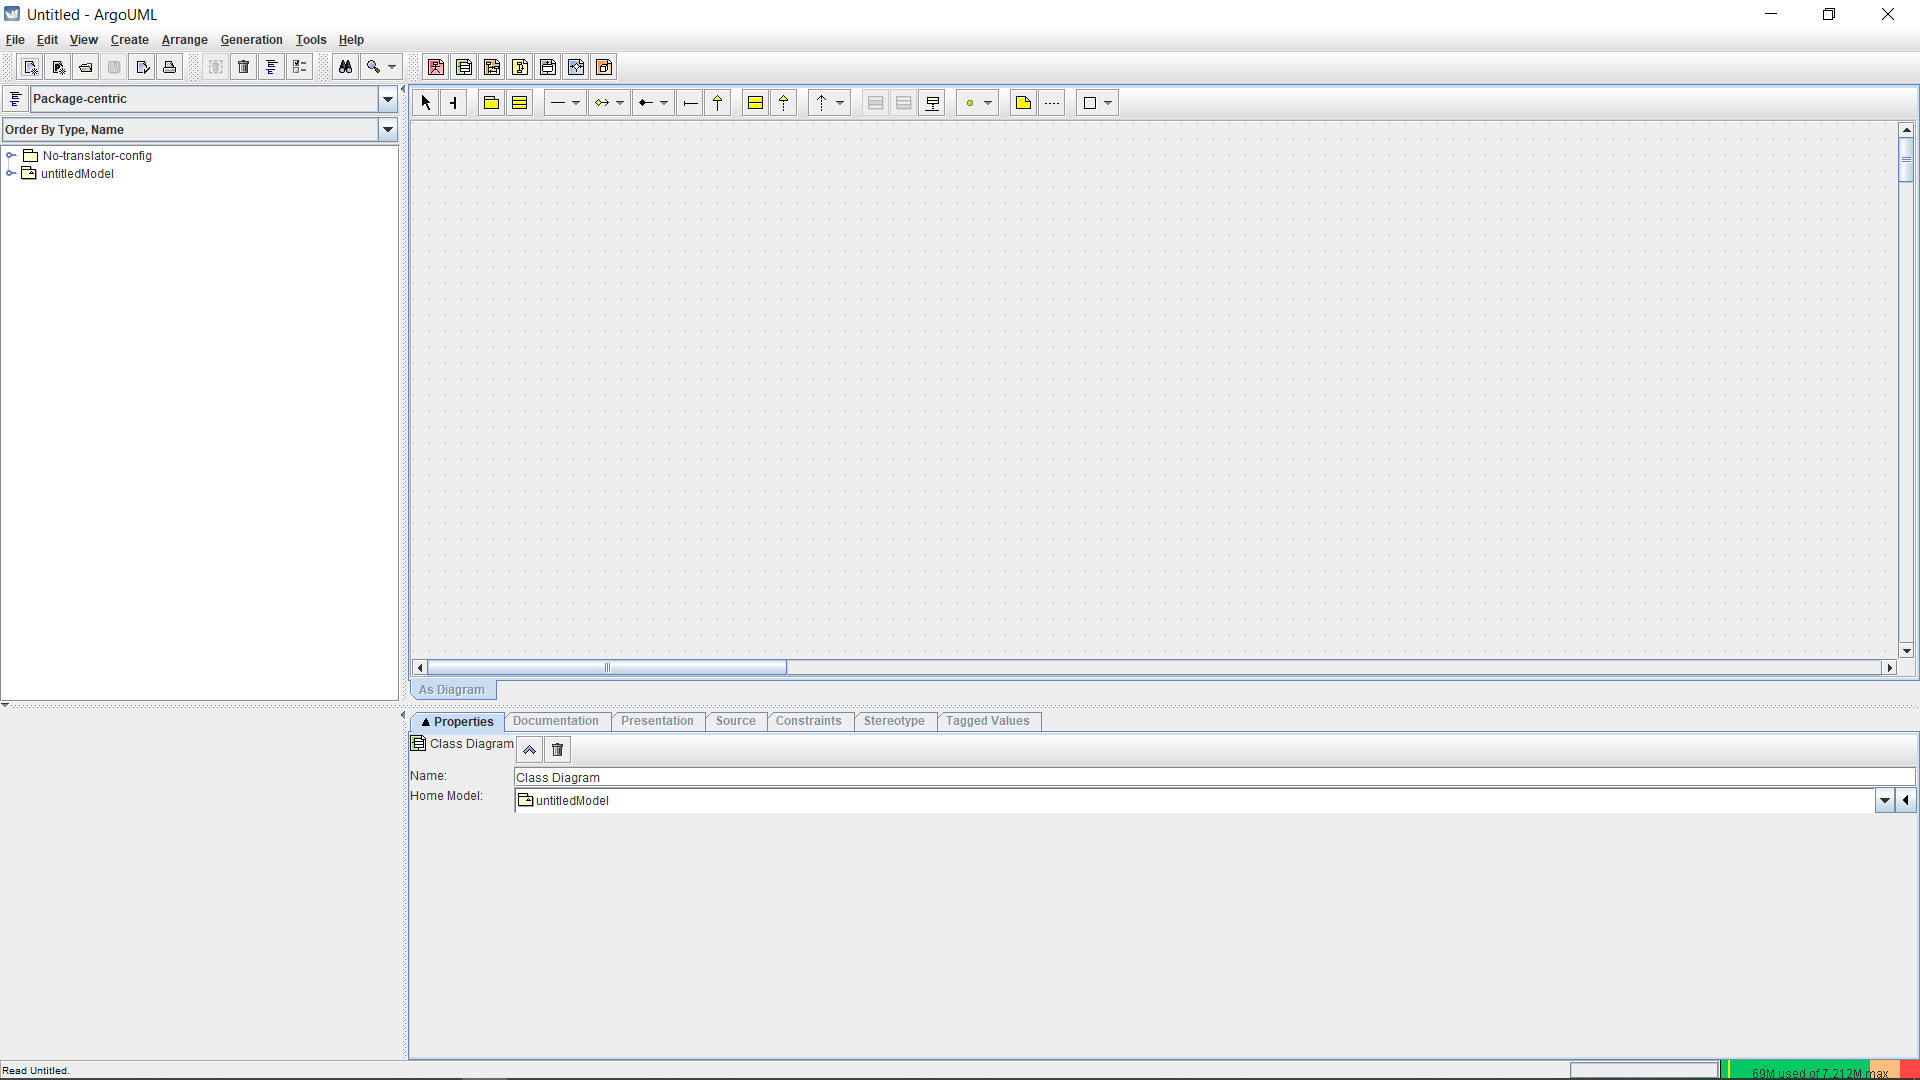 Untitled - ArgoUML
File Edit View Create Arrange Generation Tools Help
Package-centric
Order By Type, Name
No-translator-config
untitledModel
As Diagram
Properties Documentation Presentation Source Constraints Stereotype Tagged Values
Class Diagram
Name: Class Diagram
Home Model: untitledModel
Read Untitled.
69M used of 7,212M max